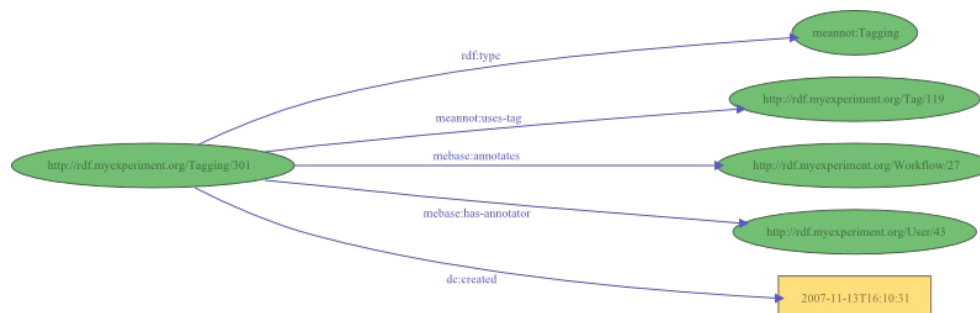 meannot:Tagging
rdf:type
http://rdf.myexperiment.org/Tag/119
meannot:uses-tag
http://rdf.myexperiment.org/Tagging/301
mebase:annotates
http://rdf.myexperiment.org/Workflow/27
mebase:has-annotator
http://rdf.myexperiment.org/User/43
dc:created
2007-11-13T16:10:31